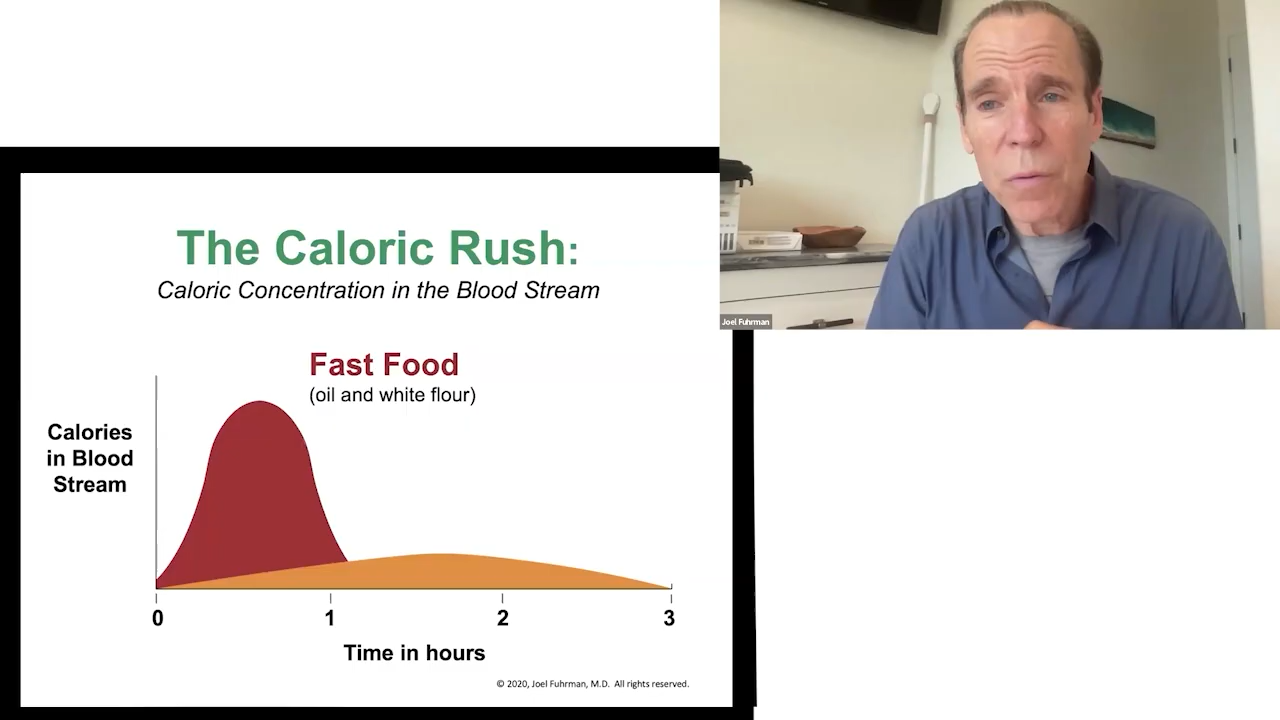 The Caloric Rush:
Caloric Concentration in the Blood Stream
Fast Food
(oil and white flour)
Calories
in Blood
Stream
0
1
2
3
Time in hours
© 2020, Joel Fuhrman, M.D. All rights reserved.
Joel Fuhrman